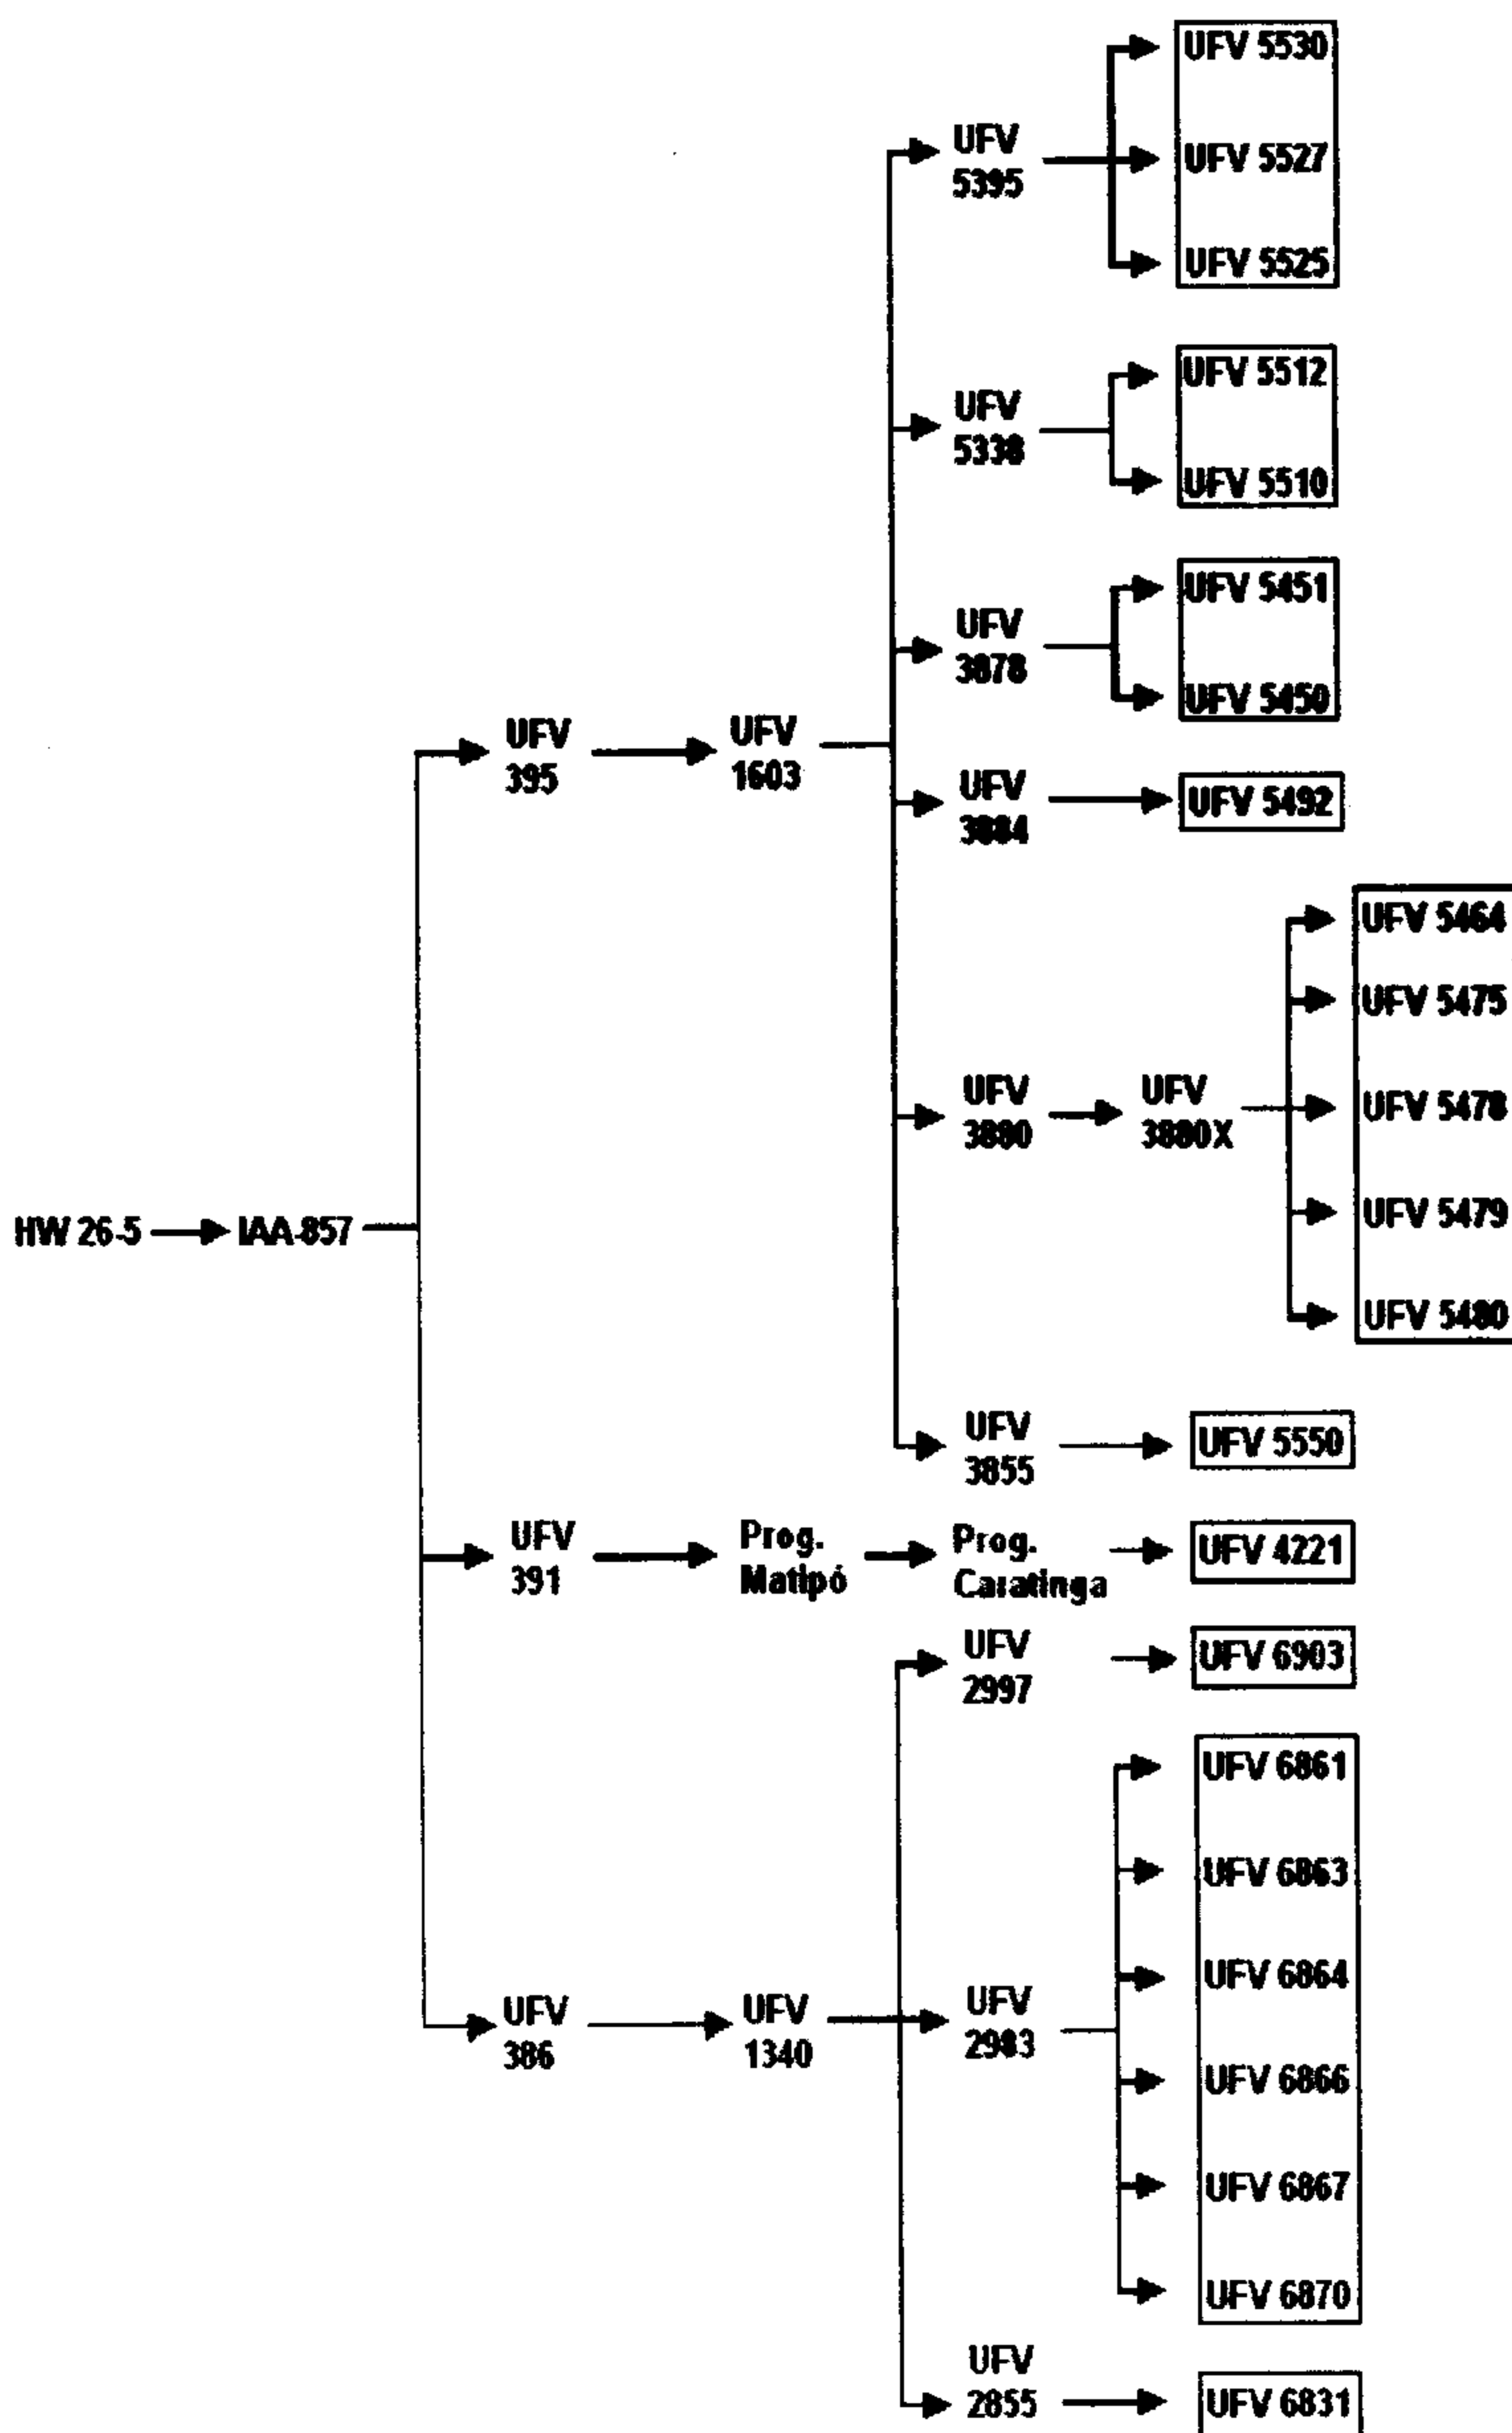 UFV 5530
UFV
5395
UFV 5527
UFV 5525
UFV 5512
UFV
5338
UFV 5510
UFV 5451
UFV
3878
UFV 5450
UFV
395
UFV
1603
UFV
3884
UFV 5492
UFV 5464
UFV 5475
UFV
3880
UFV
3880X
UFV 5478
UFV 5479
HW 26-5
IAA-857
UFV 5480
UFV
3855
UFV 5550
UFV
391
Prog.
Matipó
Prog.
Caratinga
UFV 4221
UFV
2997
UFV 6903
UFV 6861
UFV 6863
UFV 6864
UFV
386
UFV
1340
UFV
2983
UFV 6866
UFV 6867
UFV 6870
UFV
2855
UFV 6831